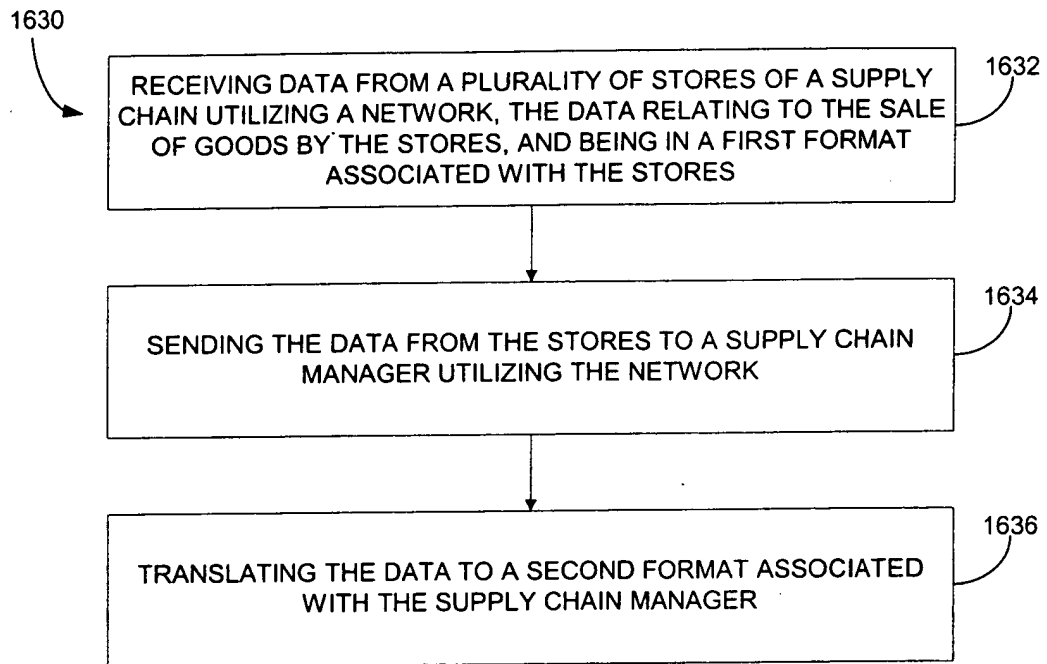 1630
1632
RECEIVING DATA FROM A PLURALITY OF STORES OF A SUPPLY
CHAIN UTILIZING A NETWORK, THE DATA RELATING TO THE SALE
OF GOODS BY THE STORES, AND BEING IN A FIRST FORMAT
ASSOCIATED WITH THE STORES
1634
SENDING THE DATA FROM THE STORES TO A SUPPLY CHAIN
MANAGER UTILIZING THE NETWORK
1636
TRANSLATING THE DATA TO A SECOND FORMAT ASSOCIATED
WITH THE SUPPLY CHAIN MANAGER